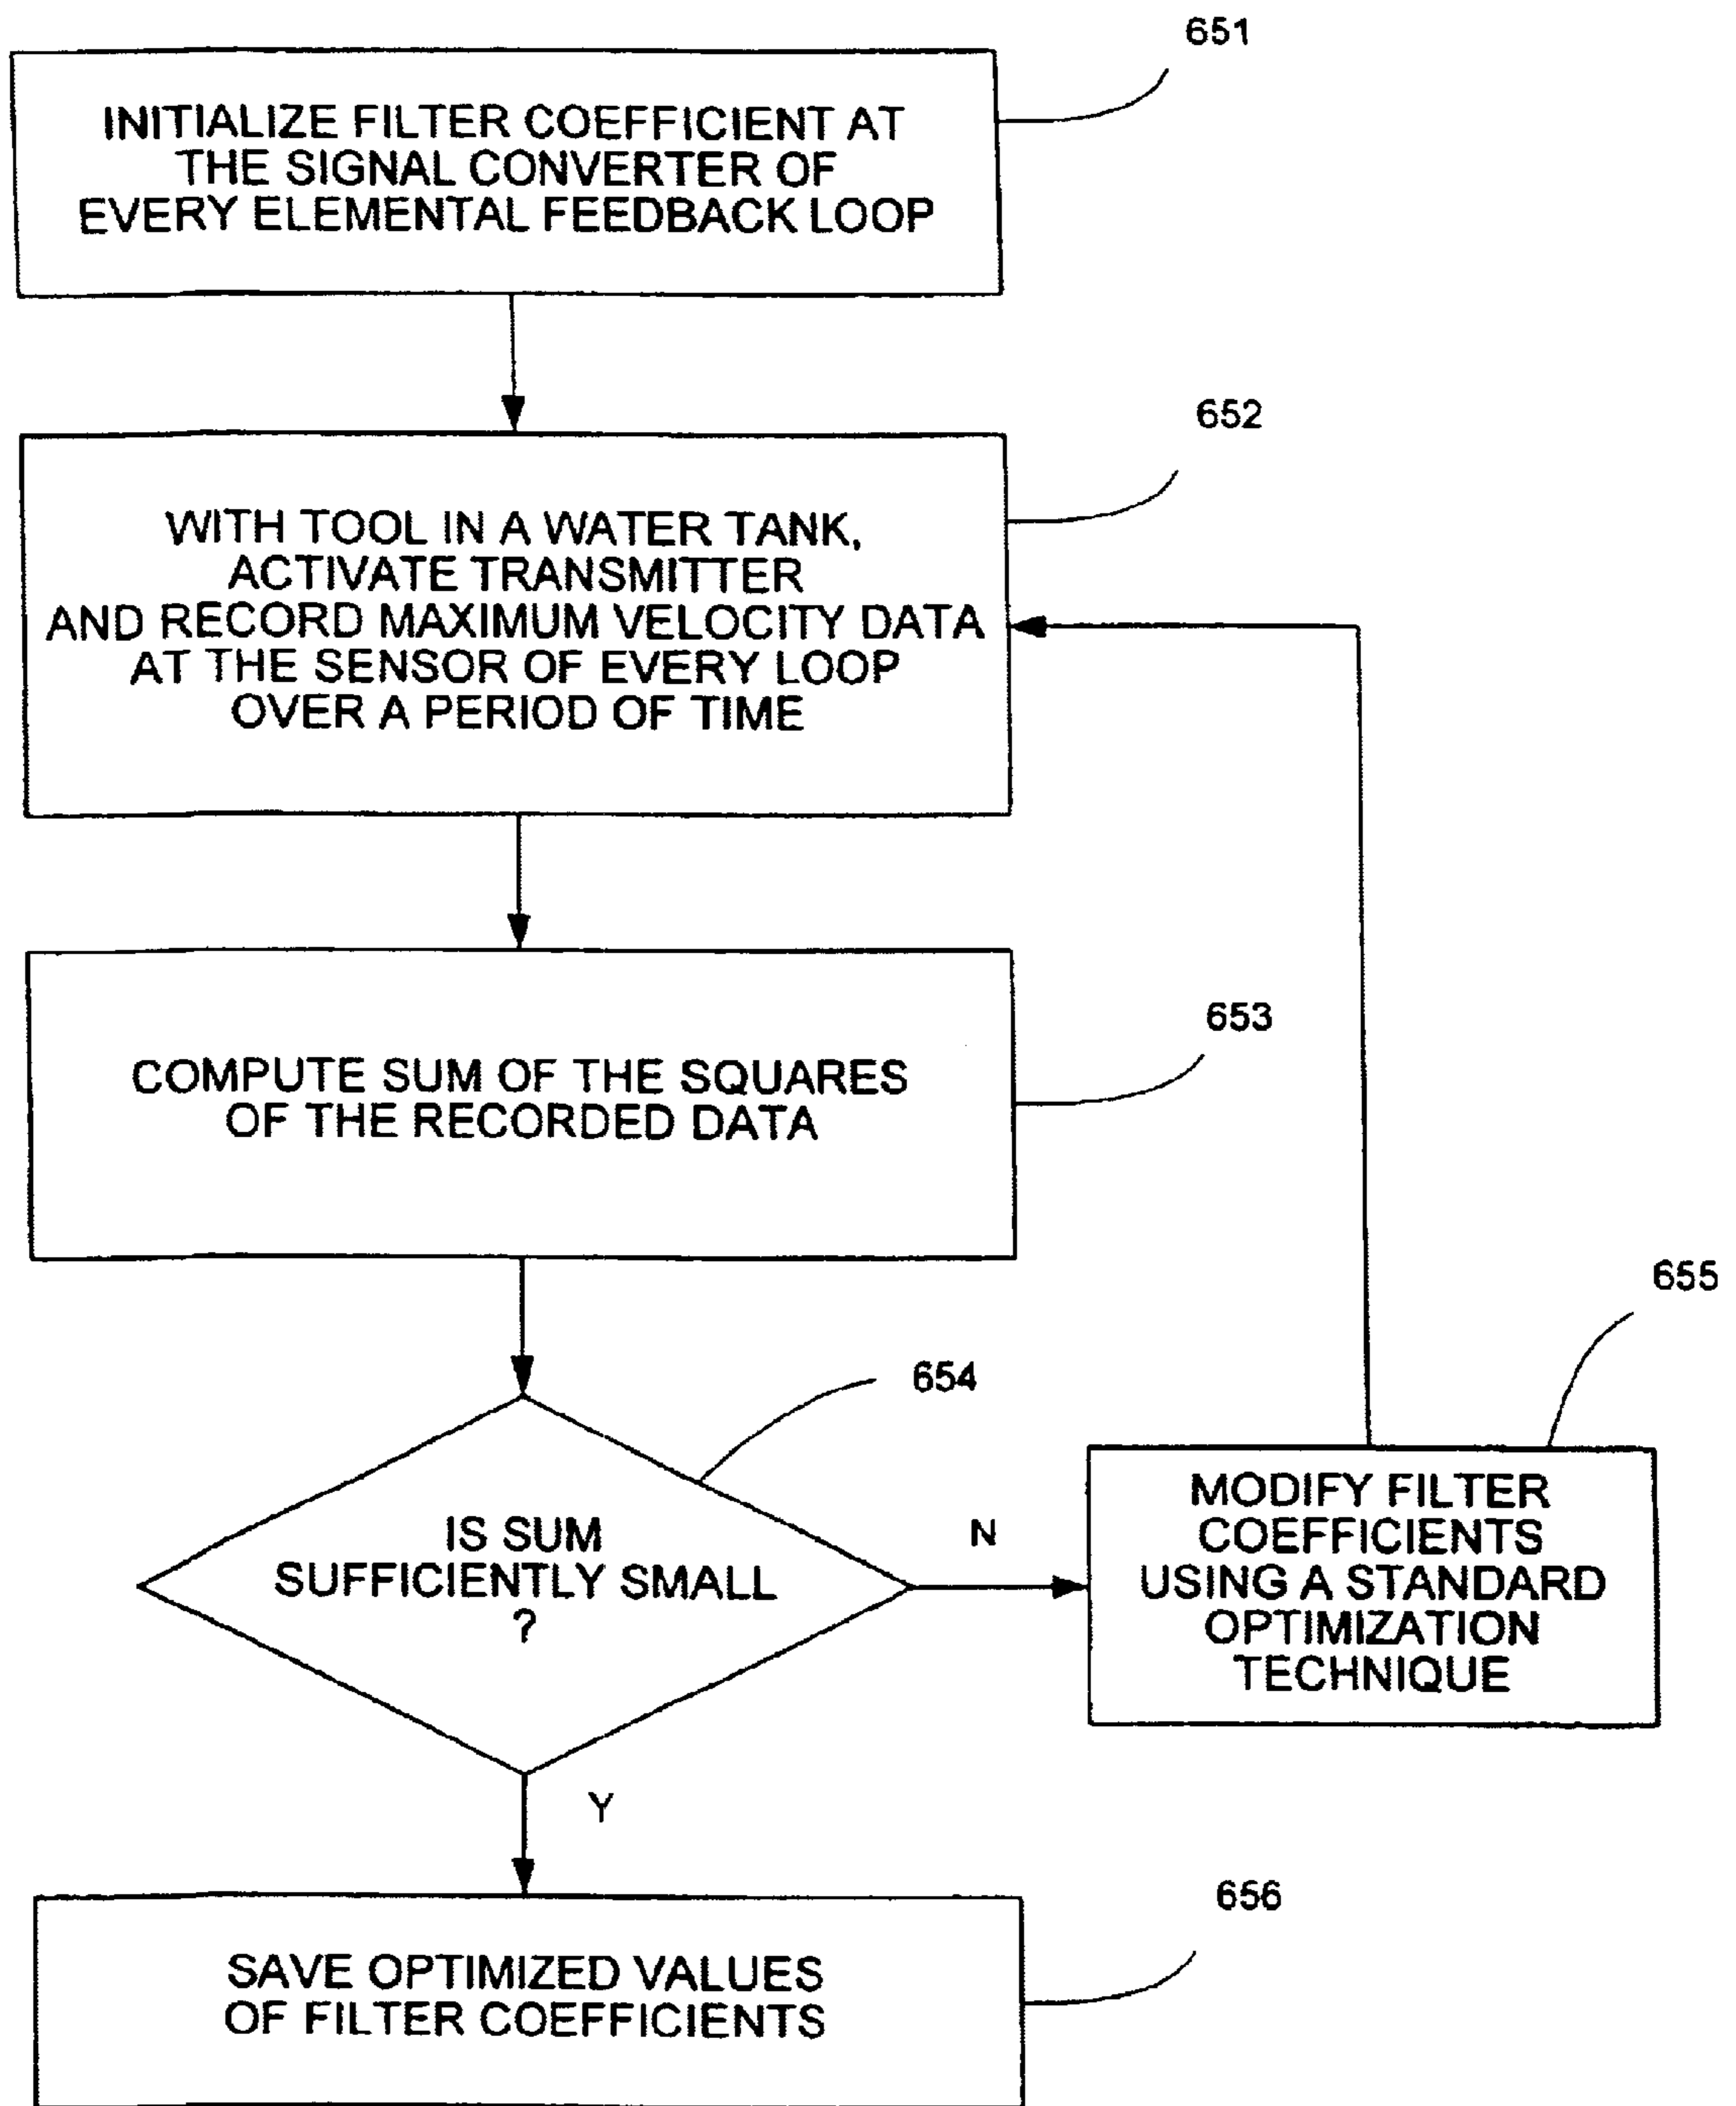 651
INITIALIZE FILTER COEFFICIENT AT
THE SIGNAL CONVERTER OF
EVERY ELEMENTAL FEEDBACK LOOP
652
WITH TOOL IN A WATER TANK,
ACTIVATE TRANSMITTER
AND RECORD MAXIMUM VELOCITY DATA
AT THE SENSOR OF EVERY LOOP
OVER A PERIOD OF TIME
653
COMPUTE SUM OF THE SQUARES
OF THE RECORDED DATA
654
IS SUM
SUFFICIENTLY SMALL
?
N
655
MODIFY FILTER
COEFFICIENTS
USING A STANDARD
OPTIMIZATION
TECHNIQUE
Y
656
SAVE OPTIMIZED VALUES
OF FILTER COEFFICIENTS